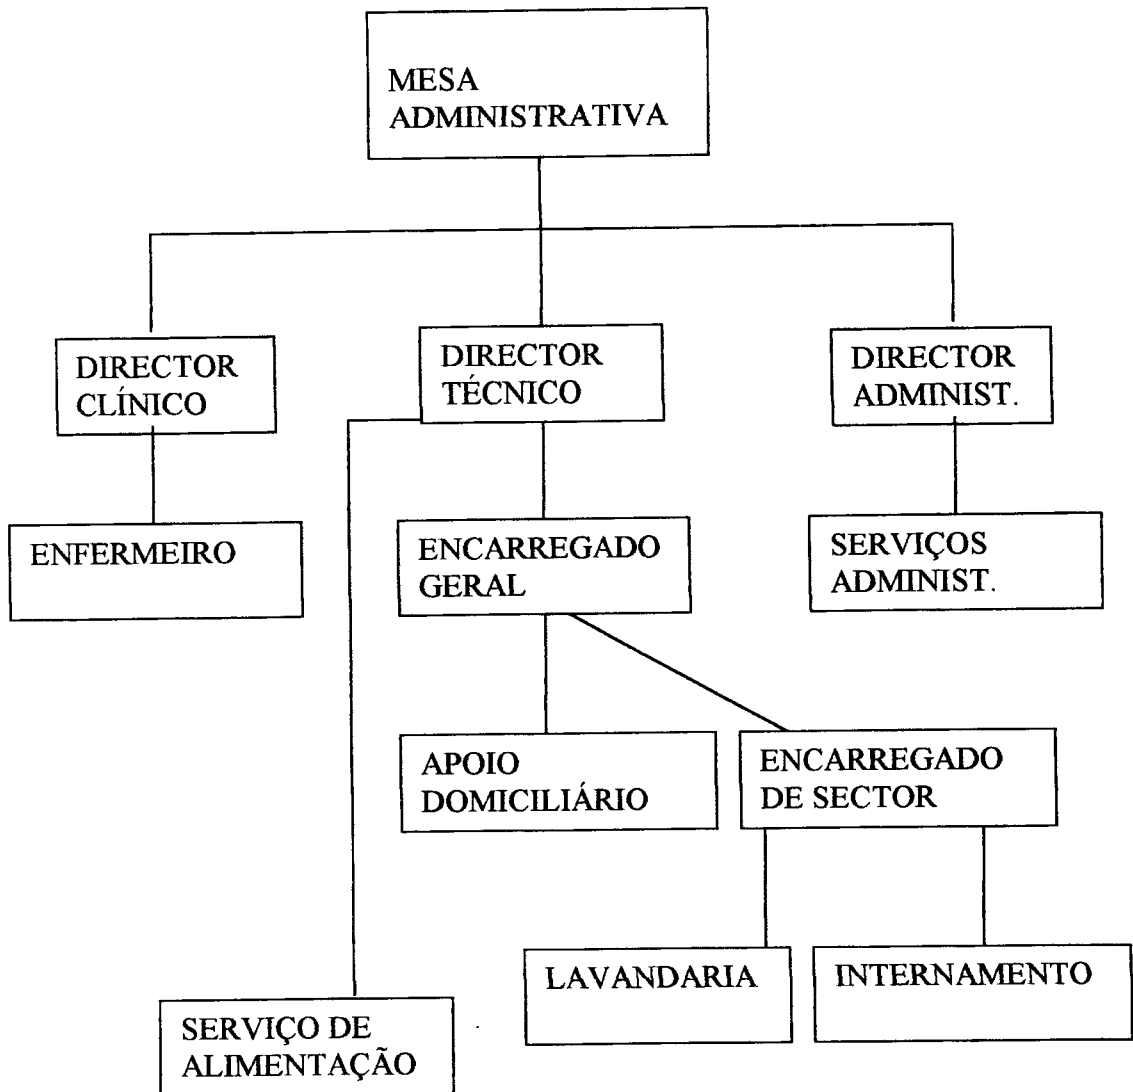 MESA
ADMINISTRATIVA
DIRECTOR
CLÍNICO
DIRECTOR
TÉCNICO
DIRECTOR
ADMINIST.
ENFERMEIRO
ENCARREGADO
GERAL
SERVIÇOS
ADMINIST.
APOIO
DOMICILIÁRIO
ENCARREGADO
DE SECTOR
LAVANDARIA
INTERNAMENTO
SERVIÇO DE
ALIMENTAÇÃO